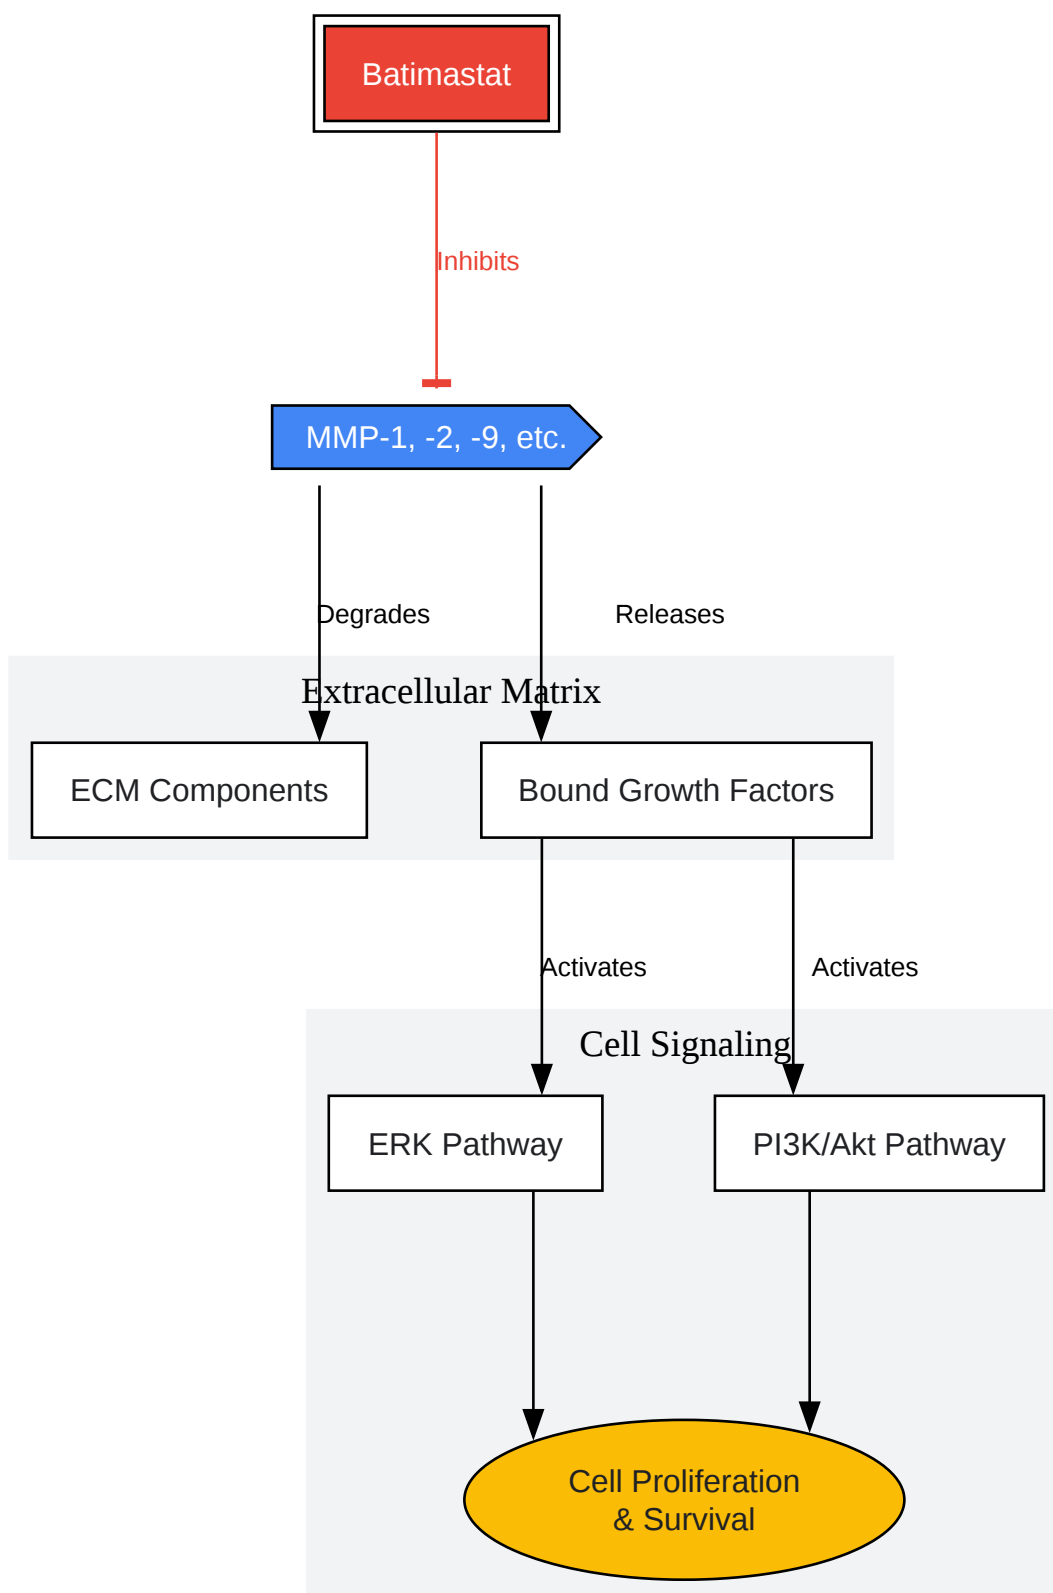 Batimastat
Inhibits
MMP-1, -2, -9, etc.
Degrades
Releases
Extracellular Matrix
ECM Components
Bound Growth Factors
Activates
Activates
Cell Signaling
ERK Pathway
PI3K/Akt Pathway
Cell Proliferation
& Survival